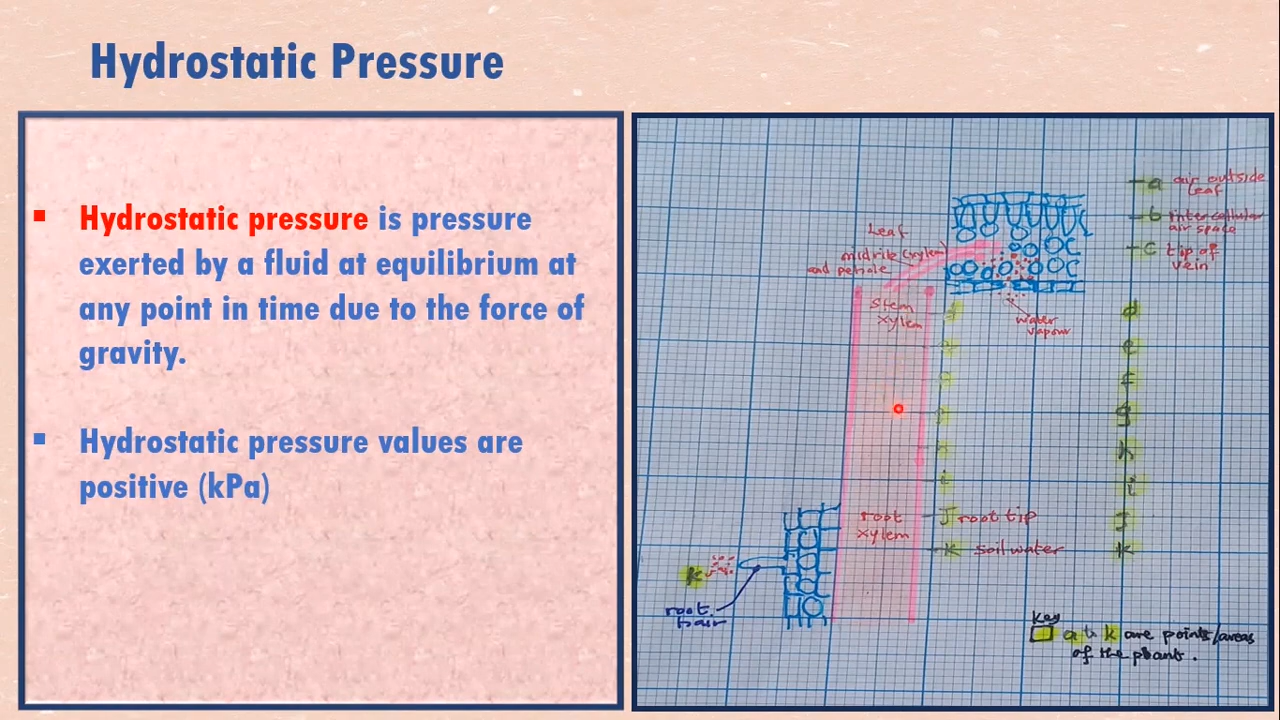 Hydrostatic Pressure
Hydrostatic pressure is pressure
exerted by a fluid at equilibrium at
any point in time due to the force of
gravity.
Hydrostatic pressure values are
positive (kPa)
a air outside
leaf
b intercellular
air space
c tip of
vein
Leaf
midrib (xylem)
and petiole
Stem
xylem
water
vapour
d
e
f
g
h
i
J
k
h
i
root
xylem
J root tip
k soil water
k
root
hair
Key
a to k are points/areas
of the plants.